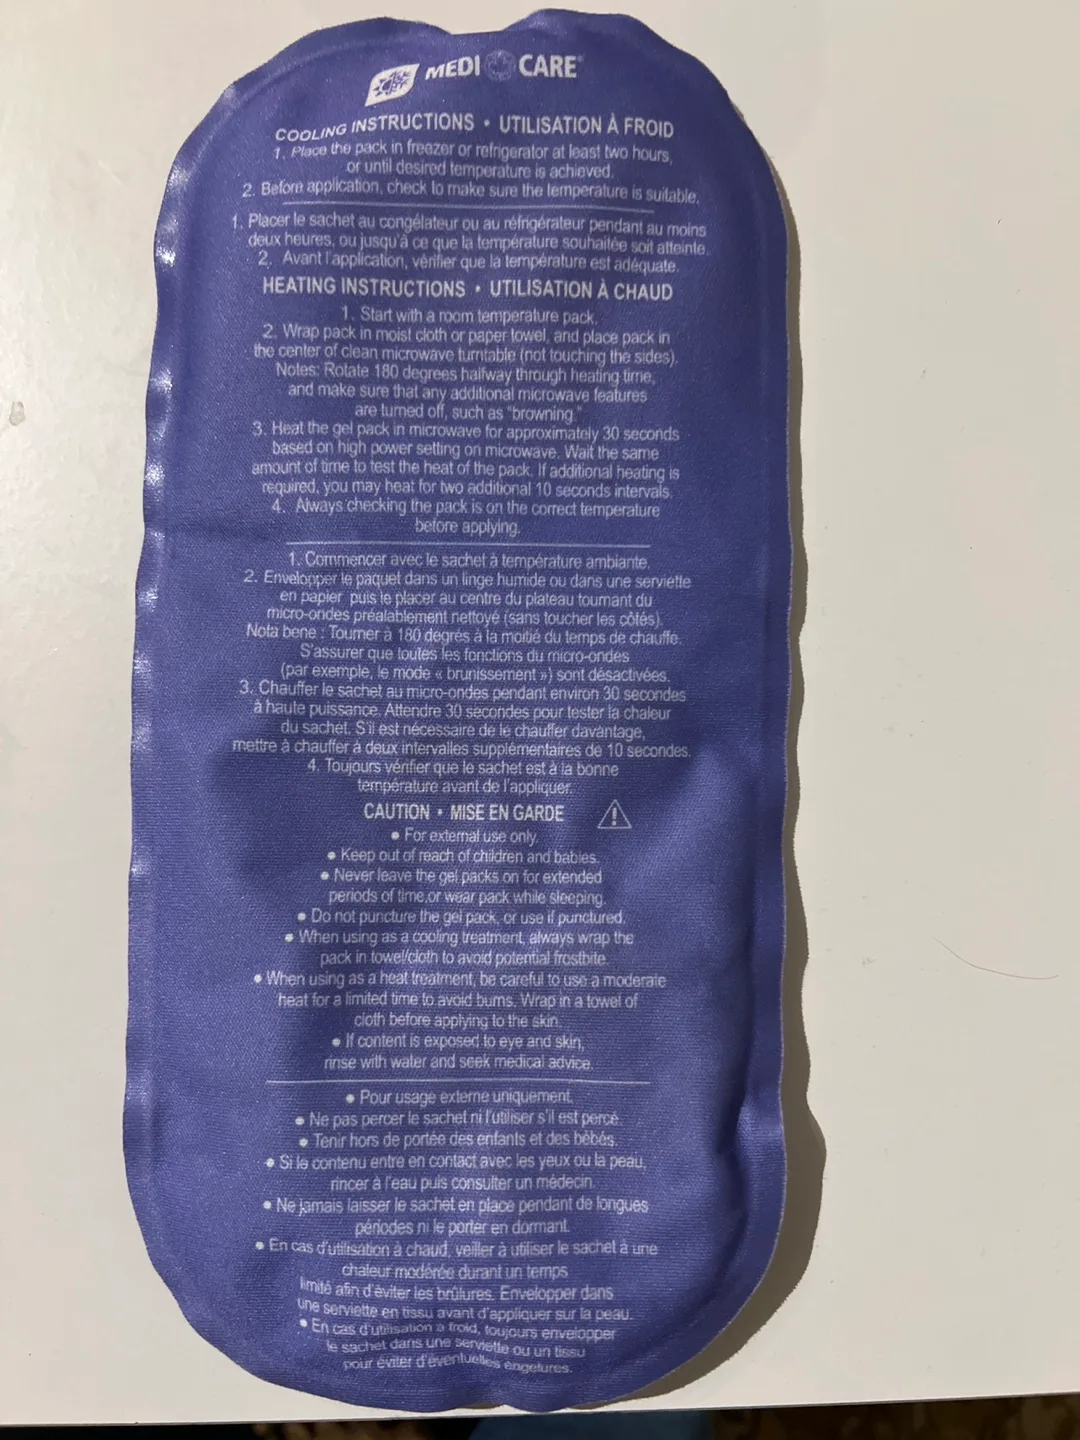 MEDI CARE
COOLING INSTRUCTIONS • UTILISATION À FROID
1. Place the pack in freezer or refrigerator at least two hours,
or until desired temperature is achieved.
2. Before application, check to make sure the temperature is suitable.
1. Placer le sachet au congélateur ou au réfrigérateur pendant au moins
deux heures, ou jusqu'à ce que la température souhaitée soit atteinte.
2. Avant l'application, vérifier que la température est adéquate.
HEATING INSTRUCTIONS • UTILISATION À CHAUD
1. Start with a room temperature pack.
2. Wrap pack in moist cloth or paper towel, and place pack in
the center of clean microwave turntable (not touching the sides).
Notes: Rotate 180 degrees halfway through heating time,
and make sure that any additional microwave features
are turned off, such as "browning."
3. Heat the gel pack in microwave for approximately 30 seconds
based on high power setting on microwave. Wait the same
amount of time to test the heat of the pack. If additional heating is
required, you may heat for two additional 10 seconds intervals.
4. Always checking the pack is on the correct temperature
before applying.
1. Commencer avec le sachet à température ambiante.
2. Envelopper le paquet dans un linge humide ou dans une serviette
en papier puis le placer au centre du plateau tournant du
micro-ondes préalablement nettoyé (sans toucher les côtés).
Nota bene : Tourner à 180 degrés à la moitié du temps de chauffe.
S'assurer que toutes les fonctions du micro-ondes
(par exemple, le mode « brunissement ») sont désactivées.
3. Chauffer le sachet au micro-ondes pendant environ 30 secondes
à haute puissance. Attendre 30 secondes pour tester la chaleur
du sachet. S'il est nécessaire de le chauffer davantage,
mettre à chauffer à deux intervalles supplémentaires de 10 secondes.
4. Toujours vérifier que le sachet est à la bonne
température avant de l'appliquer.
CAUTION • MISE EN GARDE
• For external use only.
• Keep out of reach of children and babies.
• Never leave the gel packs on for extended
periods of time,or wear pack while sleeping.
• Do not puncture the gel pack, or use if punctured.
• When using as a cooling treatment, always wrap the
pack in towel/cloth to avoid potential frostbite.
• When using as a heat treatment, be careful to use a moderate
heat for a limited time to avoid burns. Wrap in a towel of
cloth before applying to the skin.
• If content is exposed to eye and skin,
rinse with water and seek medical advice.
• Pour usage externe uniquement.
• Ne pas percer le sachet ni l'utiliser s'il est percé.
• Tenir hors de portée des enfants et des bébés.
• Si le contenu entre en contact avec les yeux ou la peau,
rincer à l'eau puis consulter un médecin.
• Ne jamais laisser le sachet en place pendant de longues
périodes ni le porter en dormant.
• En cas d'utilisation à chaud, veiller à utiliser le sachet à une
chaleur modérée durant un temps
limité afin d'éviter les brûlures. Envelopper dans
une serviette en tissu avant d'appliquer sur la peau.
• En cas d'utilisation à froid, toujours envelopper
le sachet dans une serviette ou un tissu
pour éviter d'éventuelles engelures.